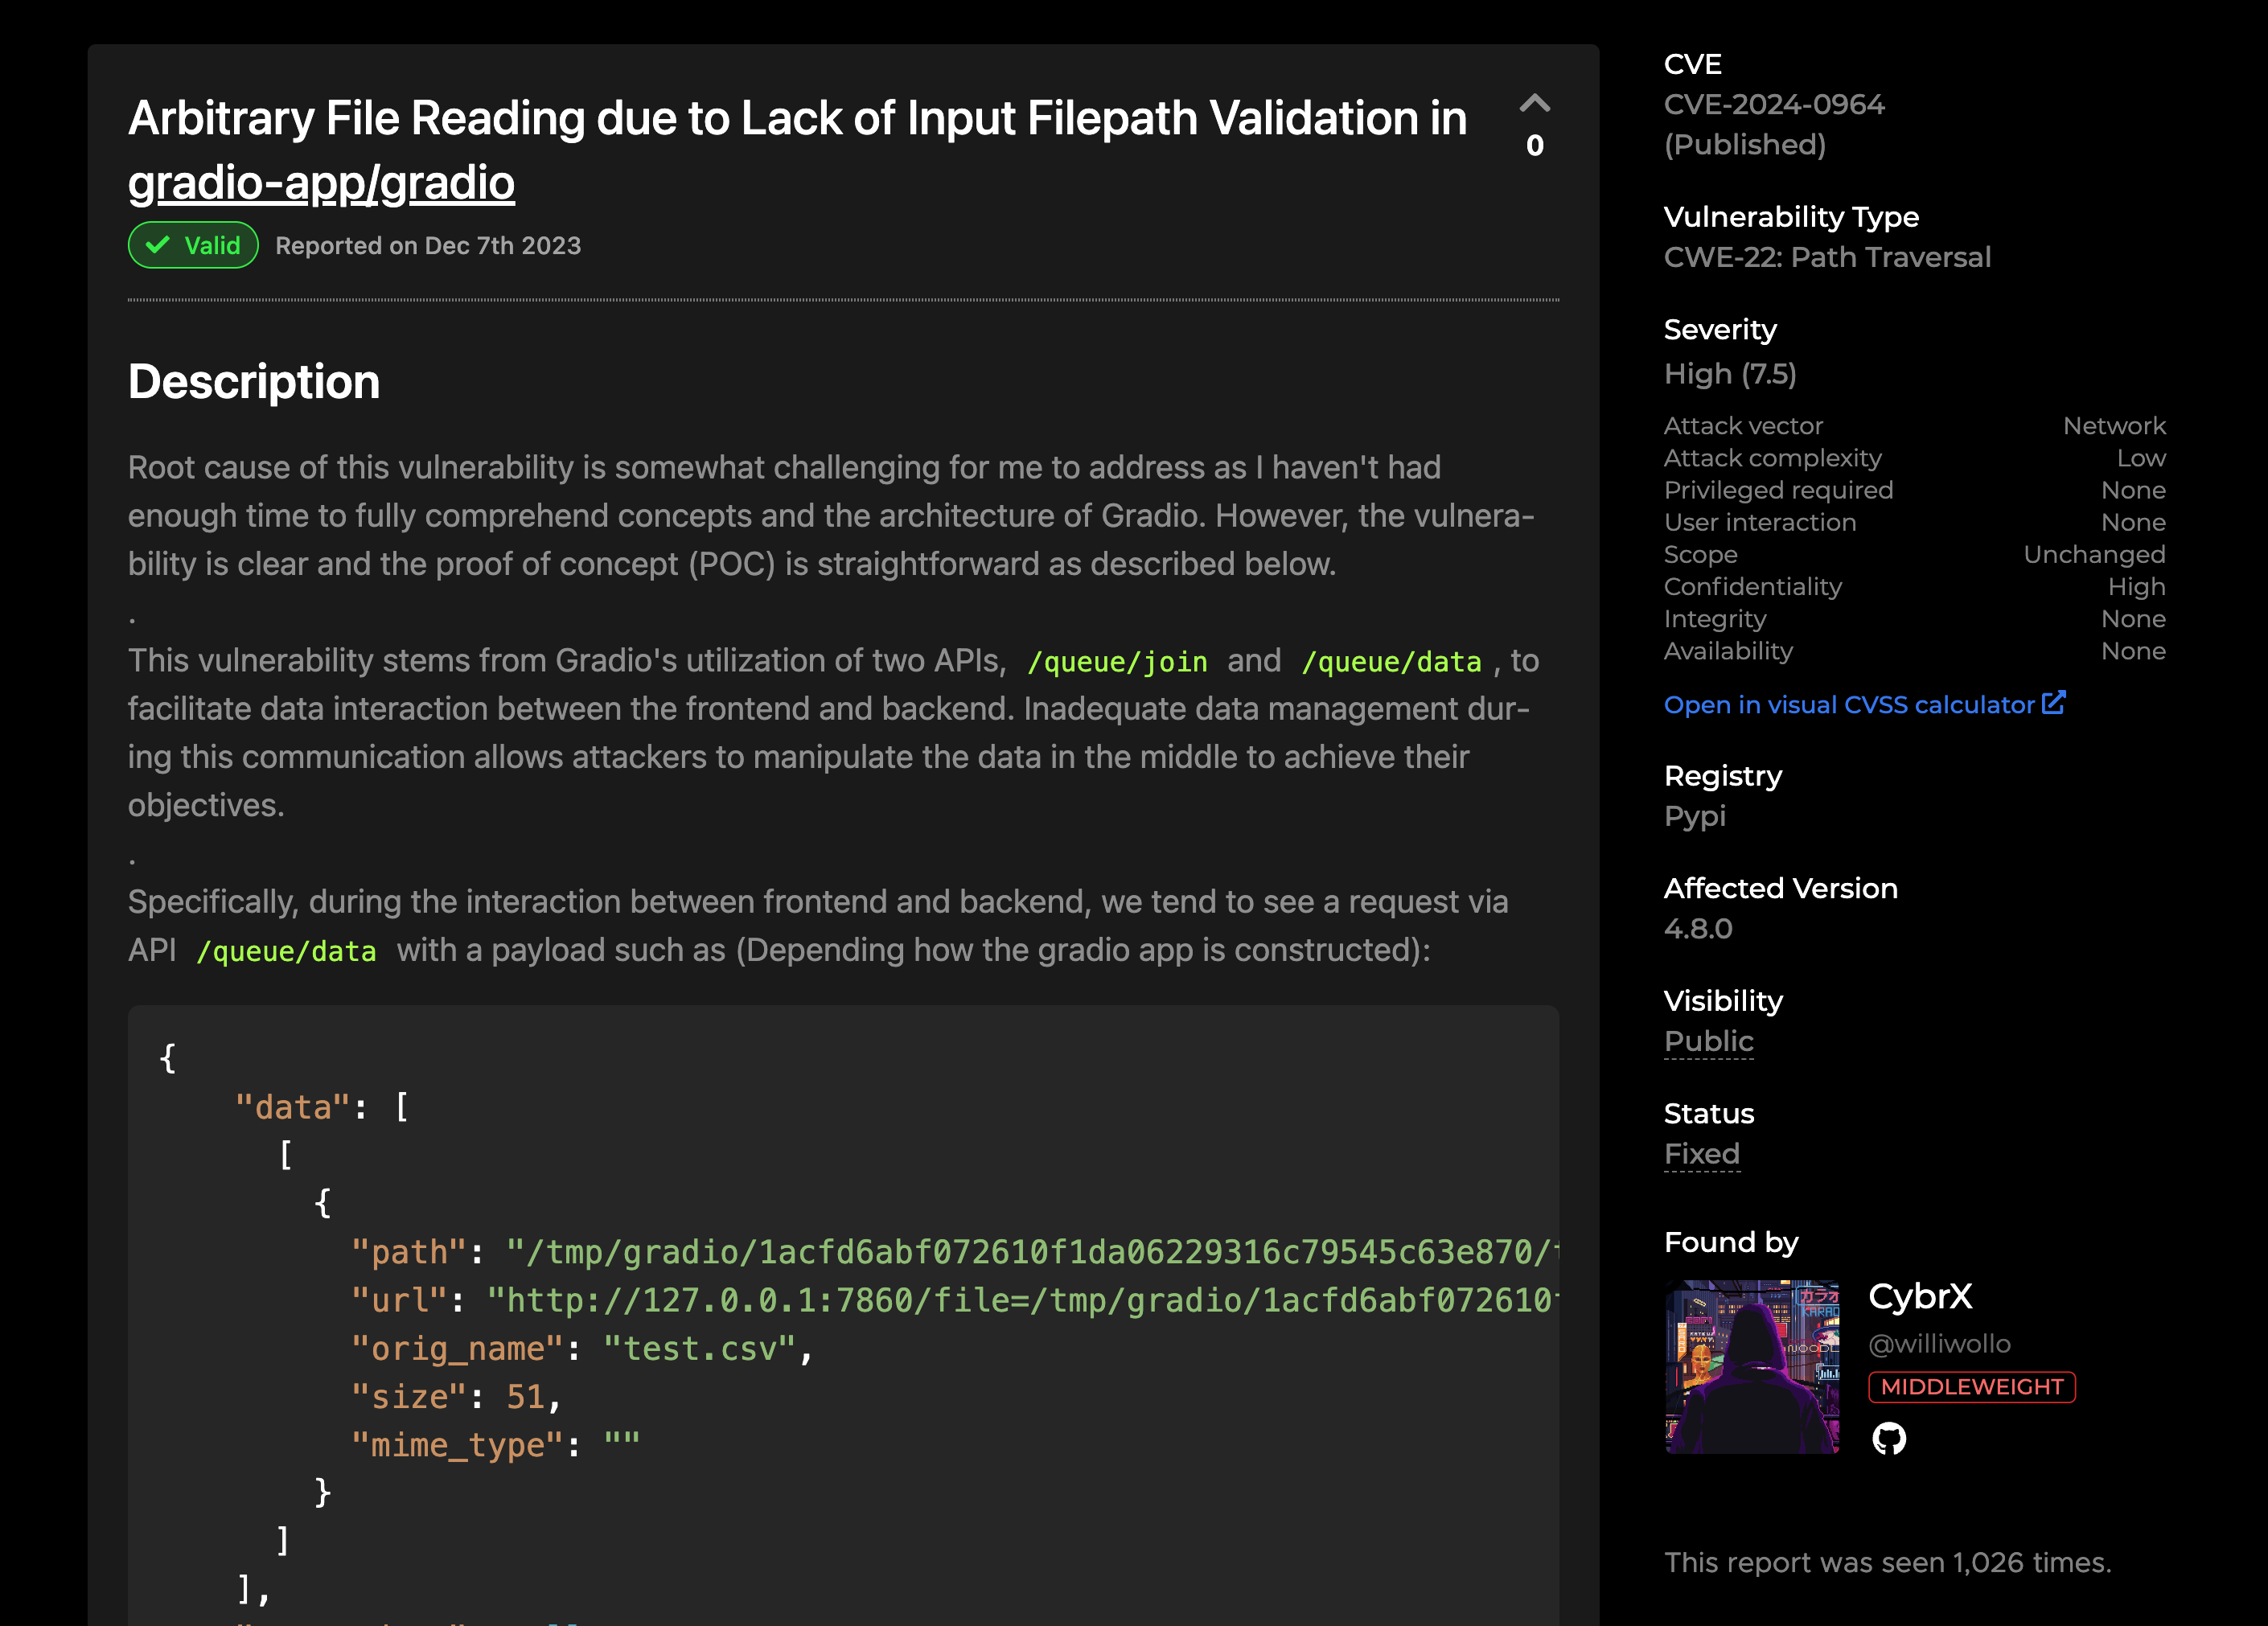 Arbitrary File Reading due to Lack of Input Filepath Validation in
gradio-app/gradio
0
Valid
Reported on Dec 7th 2023
Description
Root cause of this vulnerability is somewhat challenging for me to address as I haven't had
enough time to fully comprehend concepts and the architecture of Gradio. However, the vulnera-
bility is clear and the proof of concept (POC) is straightforward as described below.
.
This vulnerability stems from Gradio's utilization of two APIs, /queue/join and /queue/data , to
facilitate data interaction between the frontend and backend. Inadequate data management dur-
ing this communication allows attackers to manipulate the data in the middle to achieve their
objectives.
.
Specifically, during the interaction between frontend and backend, we tend to see a request via
API /queue/data with a payload such as (Depending how the gradio app is constructed):
{
"data": [
[
{
"path": "/tmp/gradio/1acfd6abf072610f1da06229316c79545c63e870/
"url": "http://127.0.0.1:7860/file=/tmp/gradio/1acfd6abf072610
"orig_name": "test.csv",
"size": 51,
"mime_type": ""
}
]
],
CVE
CVE-2024-0964
(Published)
Vulnerability Type
CWE-22: Path Traversal
Severity
High (7.5)
Attack vector Network
Attack complexity Low
Privileged required None
User interaction None
Scope Unchanged
Confidentiality High
Integrity None
Availability None
Open in visual CVSS calculator
Registry
Pypi
Affected Version
4.8.0
Visibility
Public
Status
Fixed
Found by
CybrX
@williwollo
MIDDLEWEIGHT
This report was seen 1,026 times.